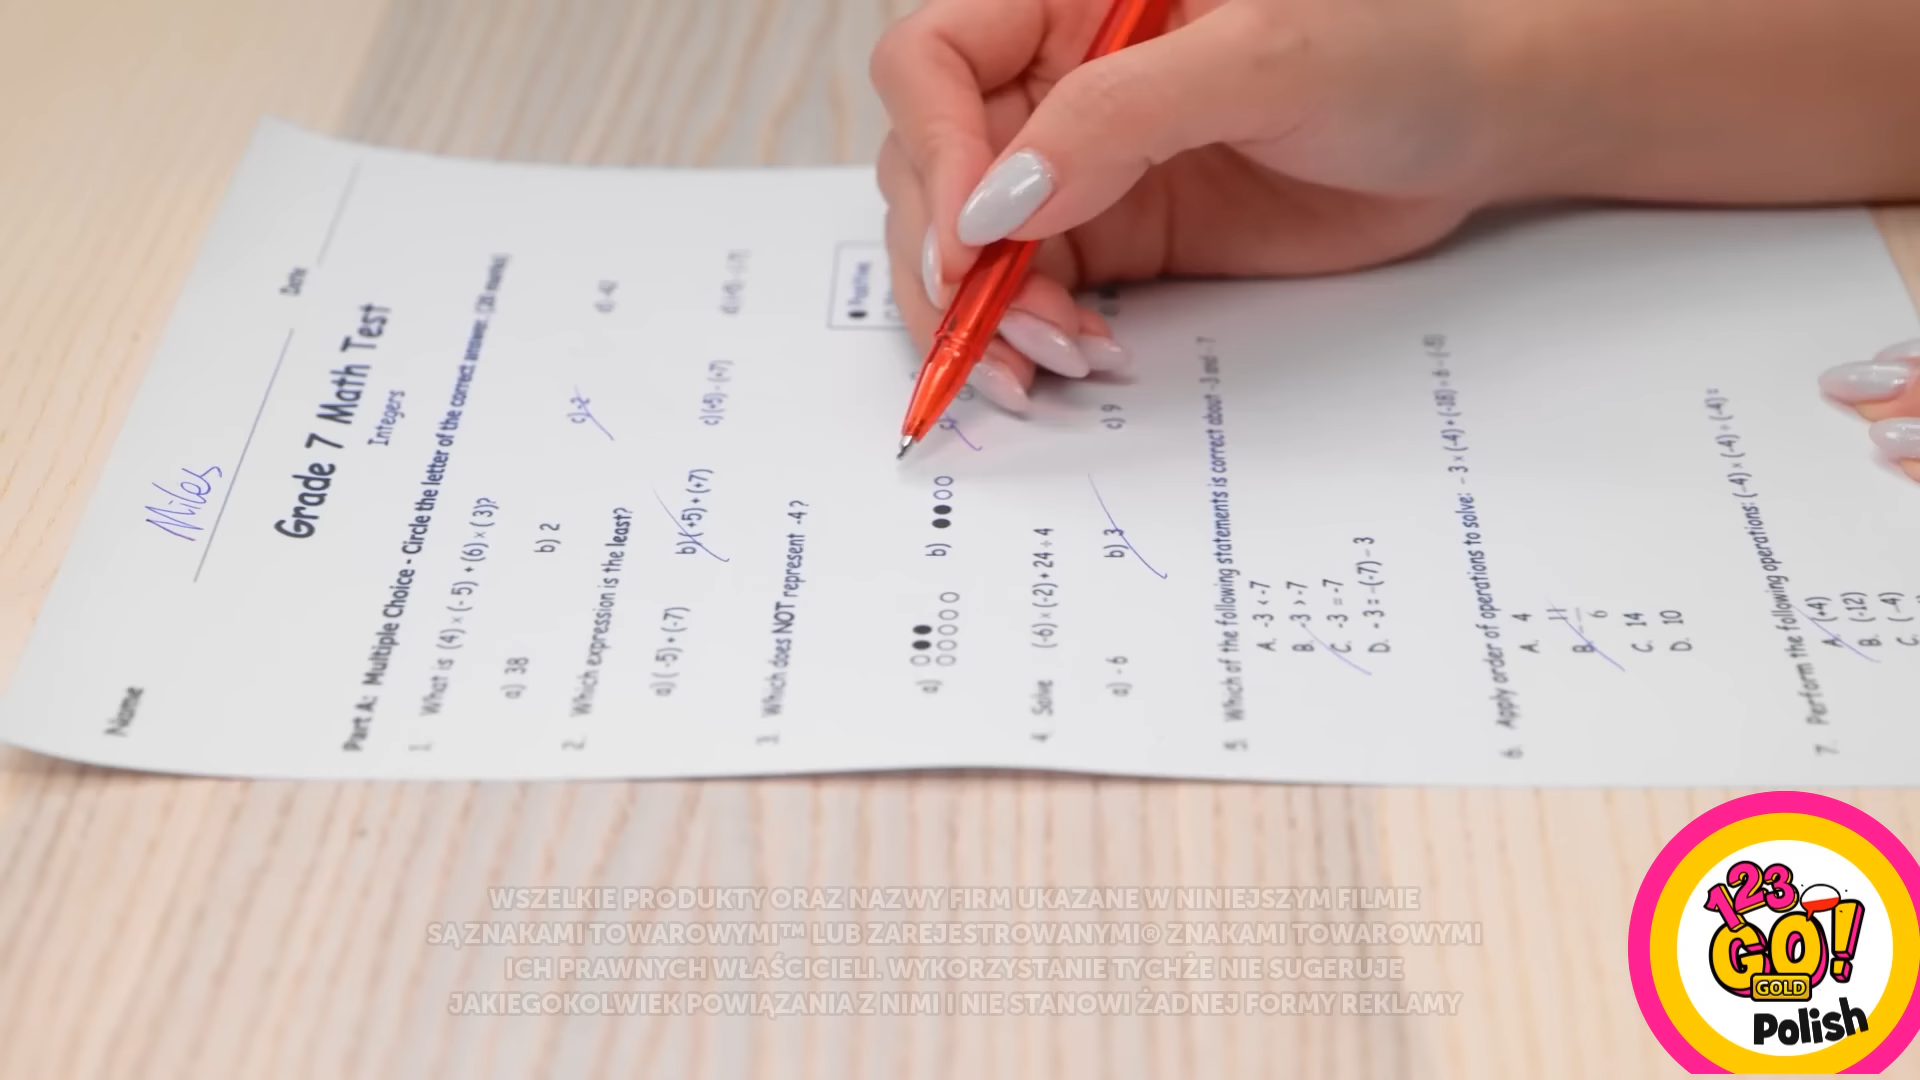 Name
Miles
Date
Grade 7 Math Test
Integers
Part A: Multiple Choice - Circle the letter of the correct answer. (28 marks)
1. What is (4) × (- 5) + (6) × ( 3)?
a) 38 b) 2 c) -2 d) -42
2. Which expression is the least?
a) ( -5) + (-7) b) ( +5) + (+7) c) (+5) - (+7)
3. Which does NOT represent -4 ?
Positive
a) b) c)
4. Solve (-6) × (-2) + 24 ÷ 4
a) - 6 b) 3 c) 9
5. Which of the following statements is correct about -3 and - 7
A. -3 < -7
B. -3 > -7
C. -3 = -7
D. -3 = -(-7) - 3
6. Apply order of operations to solve: - 3 × (-4) + (-18) ÷ 6 - (-5)
A. 4
B. 11
6
C. 14
D. 10
7. Perform the following operations: (-4) × (-4) ÷ (-4) =
A. (+4)
B. (-12)
C. (-4)
WSZELKIE PRODUKTY ORAZ NAZWY FIRM UKAZANE W NINIEJSZYM FILMIE
SĄ ZNAKAMI TOWAROWYMI™ LUB ZAREJESTROWANYMI® ZNAKAMI TOWAROWYMI
ICH PRAWNYCH WŁAŚCICIELI. WYKORZYSTANIE TYCHŻE NIE SUGERUJE
JAKIEGOKOLWIEK POWIĄZANIA Z NIMI I NIE STANOWI ŻADNEJ FORMY REKLAMY
123
GO!
GOLD
Polish